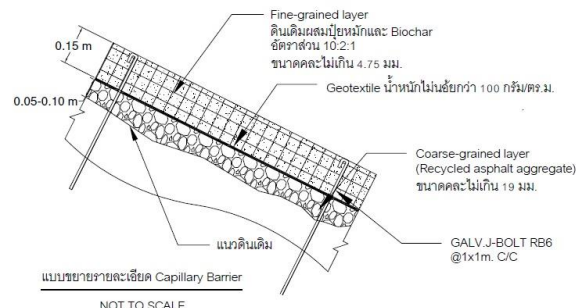 Fine-grained layer
ดินเดิมผสมปุ๋ยหมักและ Biochar
อัตราส่วน 10:2:1
ขนาดคละไม่เกิน 4.75 มม.
0.15 m
Geotextile น้ำหนักไม่นอ้ยกว่า 100 กรัม/ตร.ม.
0.05-0.10 m
Coarse-grained layer
(Recycled asphalt aggregate)
ขนาดคละไม่เกิน 19 มม.
แนวดินเดิม
GALV.J-BOLT RB6
@1x1m. C/C
แบบขยายรายละเอียด Capillary Barrier
NOT TO SCALE